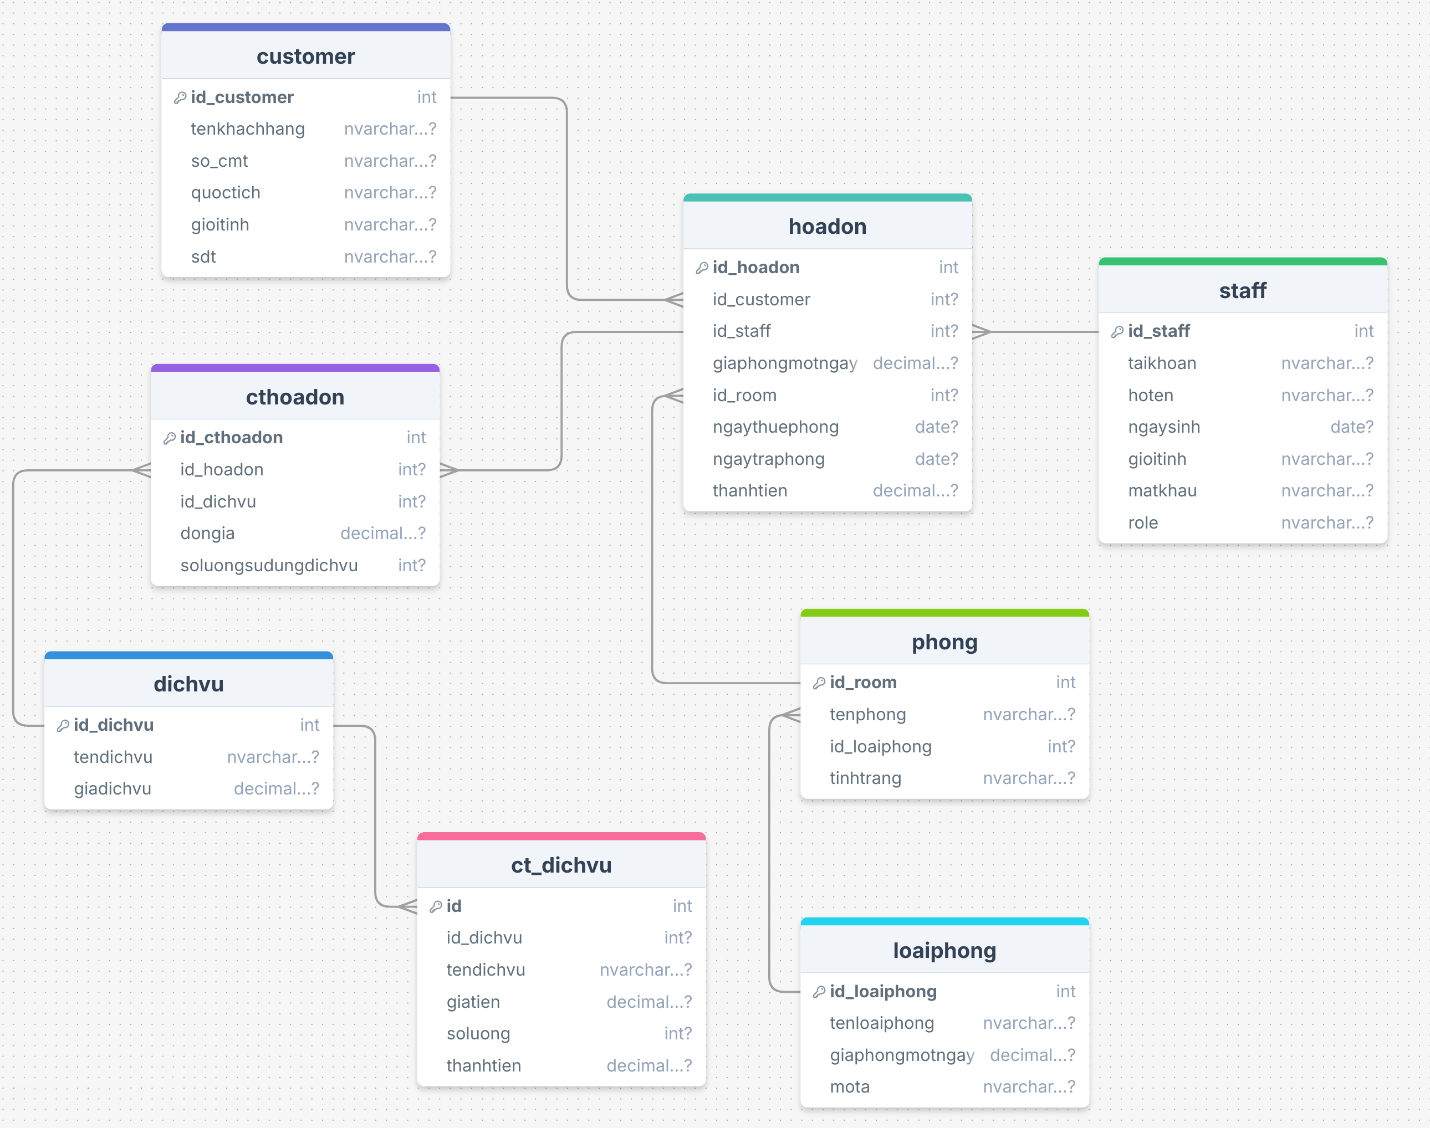 customer
id_customer int
tenkhachhang nvarchar...?
so_cmt nvarchar...?
quoctich nvarchar...?
gioitinh nvarchar...?
sdt nvarchar...?
hoadon
id_hoadon int
id_customer int?
id_staff int?
giaphongmotngay decimal...?
id_room int?
ngaythuephong date?
ngaytraphong date?
thanhtien decimal...?
staff
id_staff int
taikhoan nvarchar...?
hoten nvarchar...?
ngaysinh date?
gioitinh nvarchar...?
matkhau nvarchar...?
role nvarchar...?
cthoadon
id_cthoadon int
id_hoadon int?
id_dichvu int?
dongia decimal...?
soluongsudungdichvu int?
dichvu
id_dichvu int
tendichvu nvarchar...?
giadichvu decimal...?
phong
id_room int
tenphong nvarchar...?
id_loaiphong int?
tinhtrang nvarchar...?
ct_dichvu
id int
id_dichvu int?
tendichvu nvarchar...?
giatien decimal...?
soluong int?
thanhtien decimal...?
loaiphong
id_loaiphong int
tenloaiphong nvarchar...?
giaphongmotngay decimal...?
mota nvarchar...?